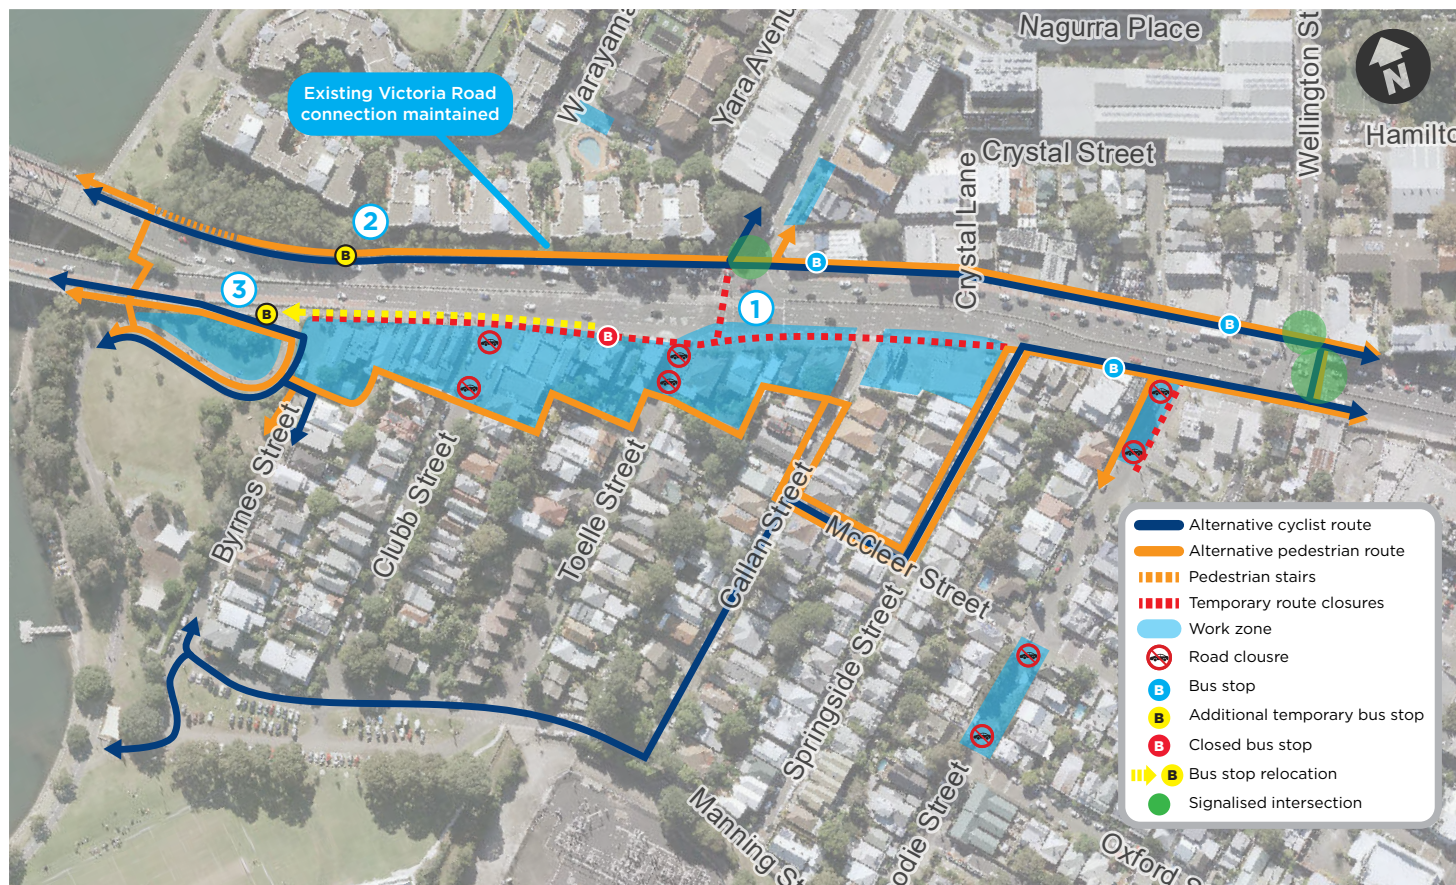 Nagurra Place
Warayama
Yara Avenu
Wellington St
N
Existing Victoria Road
connection maintained
Hamilto
Crystal Street
Crystal Lane
2
B
B
3
B
1
B
B
B
Byrnes Street
Clubb Street
Toelle Street
Callan Street
McCleer Street
Springside Street
Manning St
odie Street
Oxford S
Alternative cyclist route
Alternative pedestrian route
Pedestrian stairs
Temporary route closures
Work zone
Road clousre
B Bus stop
B Additional temporary bus stop
B Closed bus stop
B Bus stop relocation
Signalised intersection